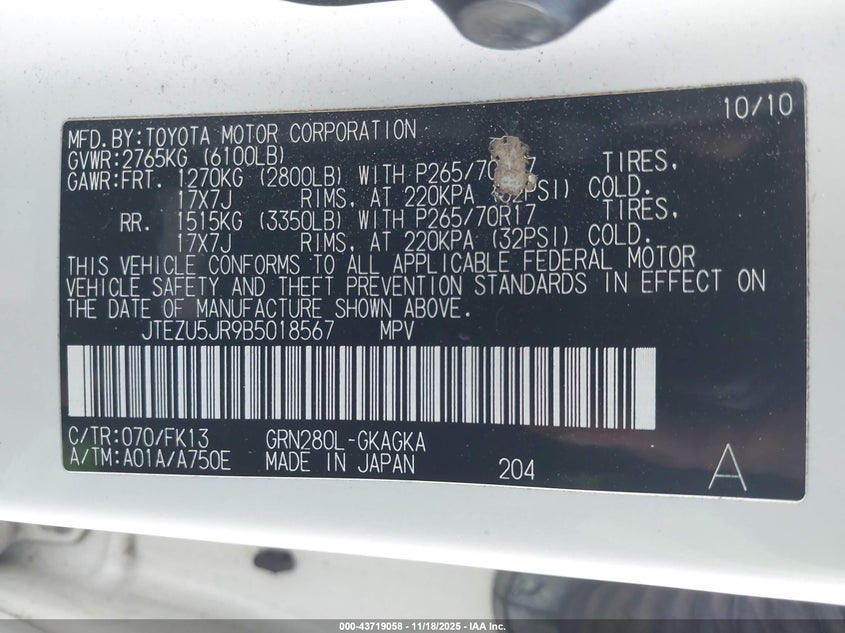 10/10
MFD.BY:TOYOTA MOTOR CORPORATION
GVWR:2765KG (6100LB)
GAWR:FRT. 1270KG (2800LB) WITH P265/70 7 TIRES,
17X7J RIMS, AT 220KPA ( 2PSI) COLD.
RR. 1515KG (3350LB) WITH P265/70R17 TIRES,
17X7J RIMS, AT 220KPA (32PSI) COLD.
THIS VEHICLE CONFORMS TO ALL APPLICABLE FEDERAL MOTOR
VEHICLE SAFETY AND THEFT PREVENTION STANDARDS IN EFFECT ON
THE DATE OF MANUFACTURE SHOWN ABOVE.
JTEZU5JR9B5018567 MPV
C/TR:070/FK13 GRN280L-GKAGKA
A/TM:A01A/A750E MADE IN JAPAN 204 A
000-43719058 - 11/18/2025 - IAA Inc.